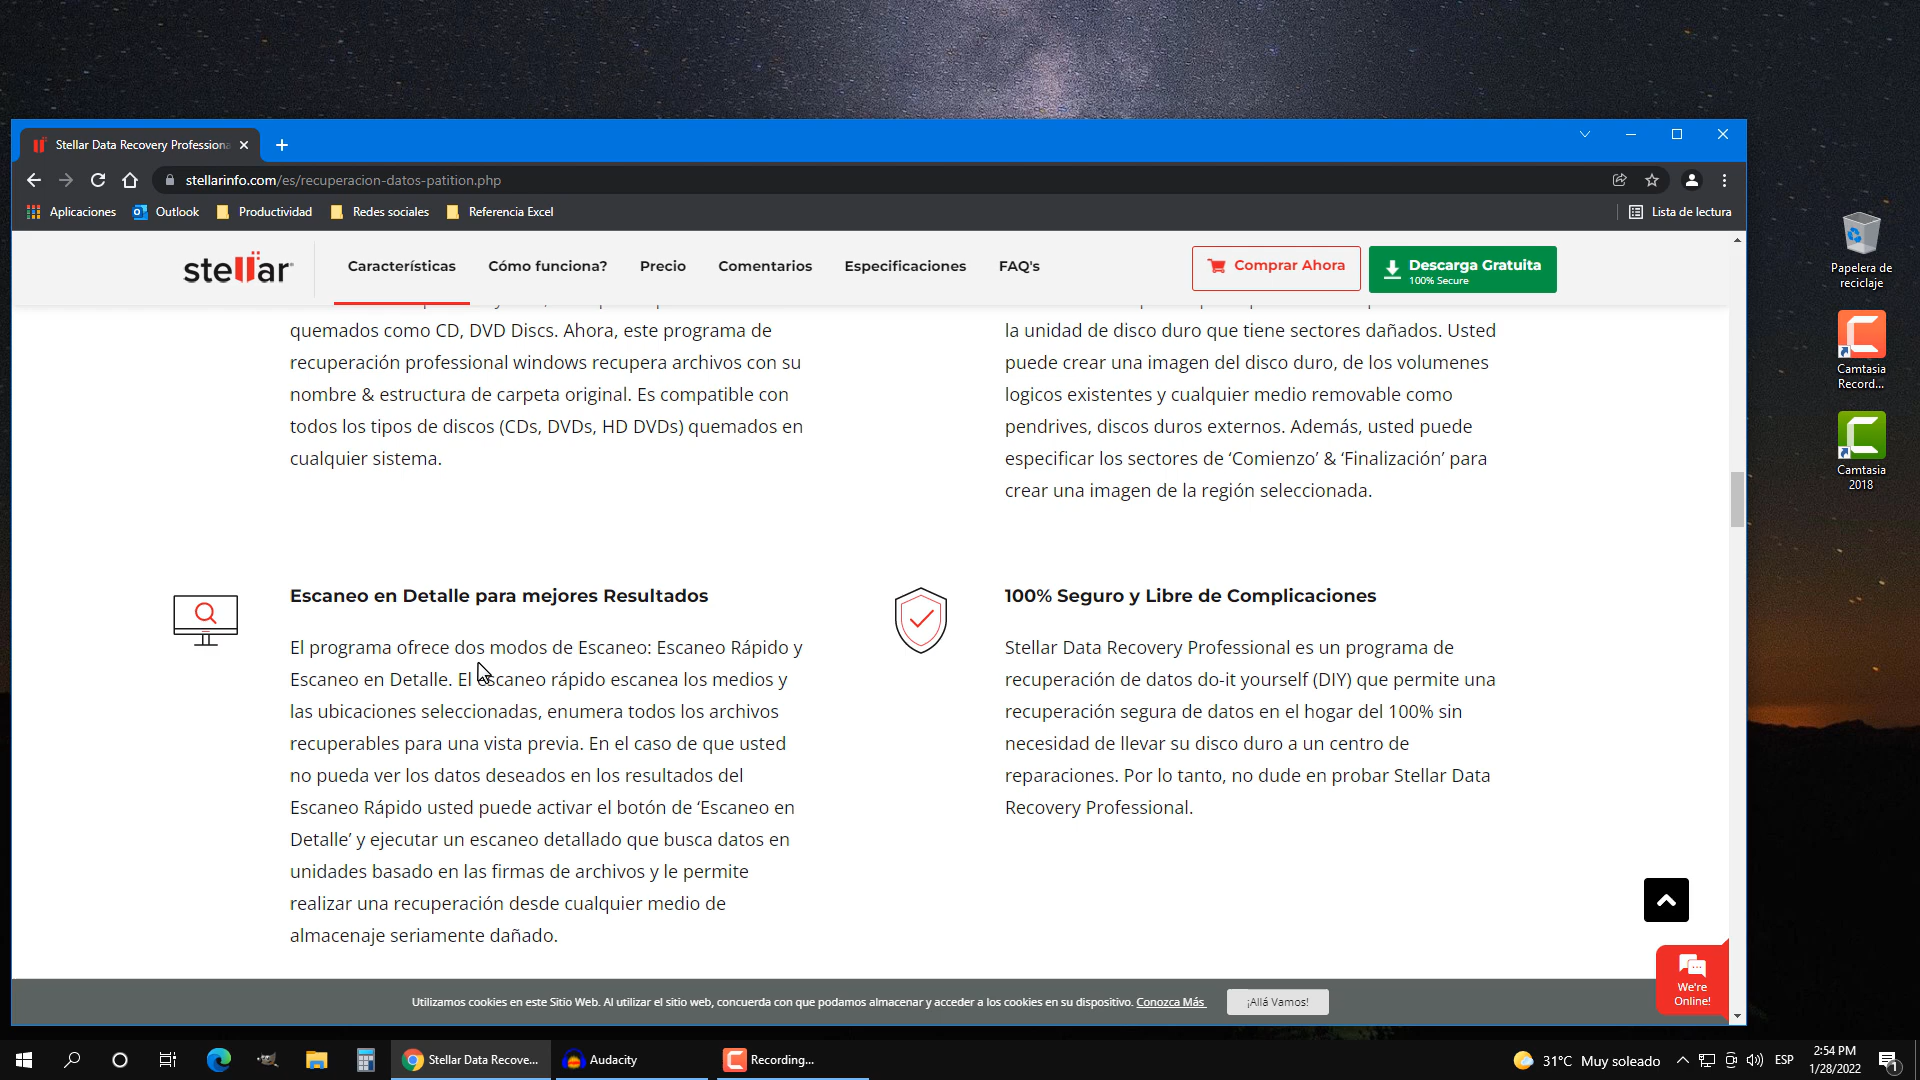 Stellar Data Recovery Professiona
stellarinfo.com/es/recuperacion-datos-patition.php
Aplicaciones
Outlook
Productividad
Redes sociales
Referencia Excel
Lista de lectura
stellar
Características
Cómo funciona?
Precio
Comentarios
Especificaciones
FAQ's
Comprar Ahora
Descarga Gratuita
100% Secure
quemados como CD, DVD Discs. Ahora, este programa de
recuperación professional windows recupera archivos con su
nombre & estructura de carpeta original. Es compatible con
todos los tipos de discos (CDs, DVDs, HD DVDs) quemados en
cualquier sistema.
la unidad de disco duro que tiene sectores dañados. Usted
puede crear una imagen del disco duro, de los volumenes
logicos existentes y cualquier medio removable como
pendrives, discos duros externos. Además, usted puede
especificar los sectores de ‘Comienzo’ & ‘Finalización’ para
crear una imagen de la región seleccionada.
Escaneo en Detalle para mejores Resultados
El programa ofrece dos modos de Escaneo: Escaneo Rápido y
Escaneo en Detalle. El escaneo rápido escanea los medios y
las ubicaciones seleccionadas, enumera todos los archivos
recuperables para una vista previa. En el caso de que usted
no pueda ver los datos deseados en los resultados del
Escaneo Rápido usted puede activar el botón de ‘Escaneo en
Detalle’ y ejecutar un escaneo detallado que busca datos en
unidades basado en las firmas de archivos y le permite
realizar una recuperación desde cualquier medio de
almacenaje seriamente dañado.
100% Seguro y Libre de Complicaciones
Stellar Data Recovery Professional es un programa de
recuperación de datos do-it yourself (DIY) que permite una
recuperación segura de datos en el hogar del 100% sin
necesidad de llevar su disco duro a un centro de
reparaciones. Por lo tanto, no dude en probar Stellar Data
Recovery Professional.
We're
Online!
Utilizamos cookies en este Sitio Web. Al utilizar el sitio web, concuerda con que podamos almacenar y acceder a los cookies en su dispositivo. Conozca Más
¡Allá Vamos!
Papelera de
reciclaje
Camtasia
Record...
Camtasia
2018
Stellar Data Recove...
Audacity
Recording...
31°C Muy soleado
ESP
2:54 PM
1/28/2022
1